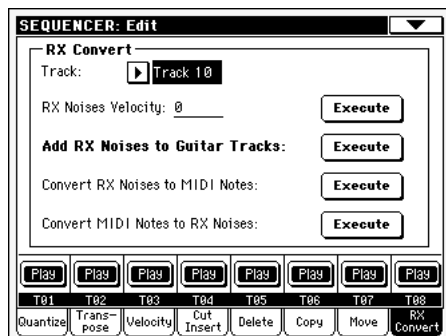 SEQUENCER: Edit
RX Convert
Track: Track 10
RX Noises Velocity: 0 Execute
Add RX Noises to Guitar Tracks: Execute
Convert RX Noises to MIDI Notes: Execute
Convert MIDI Notes to RX Noises: Execute
Play Play Play Play Play Play Play Play
T01 T02 T03 T04 T05 T06 T07 T08
Quantize Trans- Velocity Cut Delete Copy Move RX
pose Insert Convert